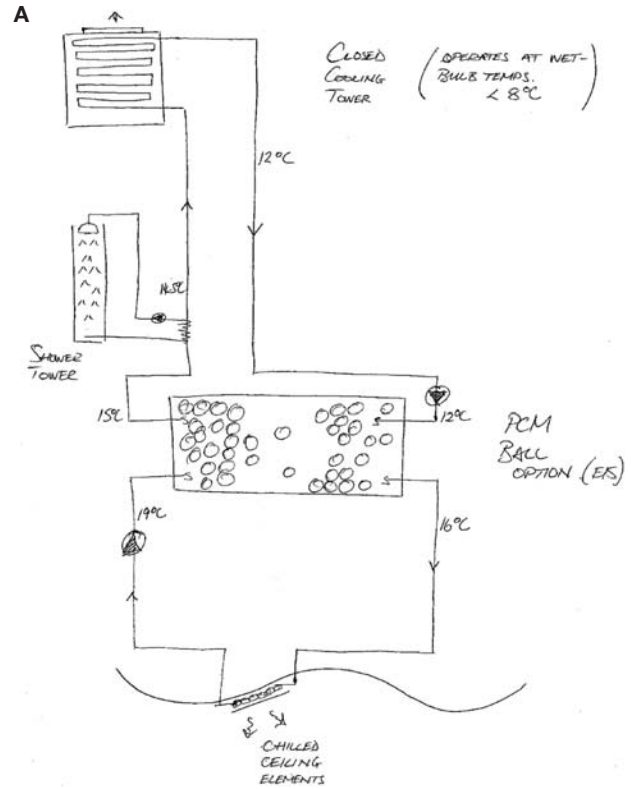 A
CLOSED
COOLING
TOWER
(OPERATES AT WET-
BULB TEMPS.
< 8°C)
12°C
SHOWER
TOWER
15°C
12°C
PCM
BALL
OPTION
19°C
16°C
CHILLED
CEILING
ELEMENTS